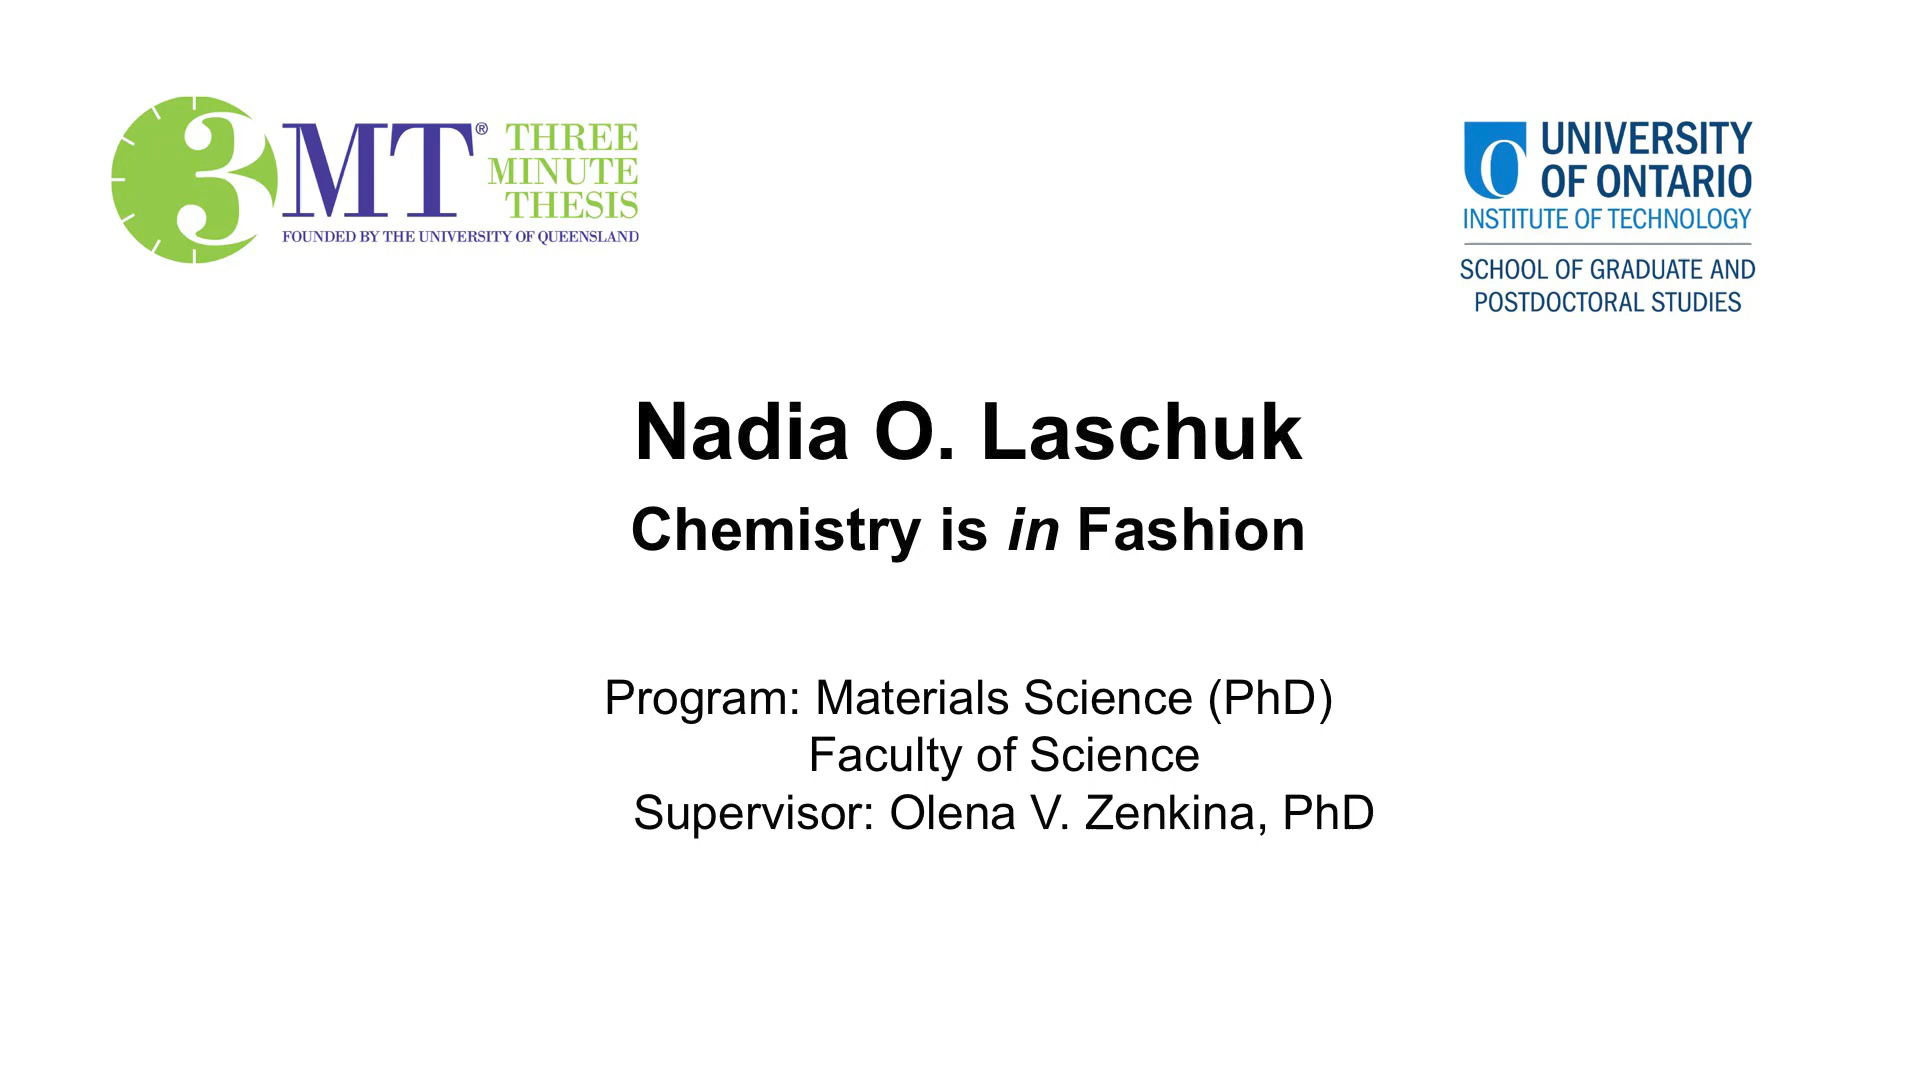 3MT® THREE
MINUTE
THESIS
FOUNDED BY THE UNIVERSITY OF QUEENSLAND
UNIVERSITY
OF ONTARIO
INSTITUTE OF TECHNOLOGY
SCHOOL OF GRADUATE AND
POSTDOCTORAL STUDIES
Nadia O. Laschuk
Chemistry is in Fashion
Program: Materials Science (PhD)
Faculty of Science
Supervisor: Olena V. Zenkina, PhD